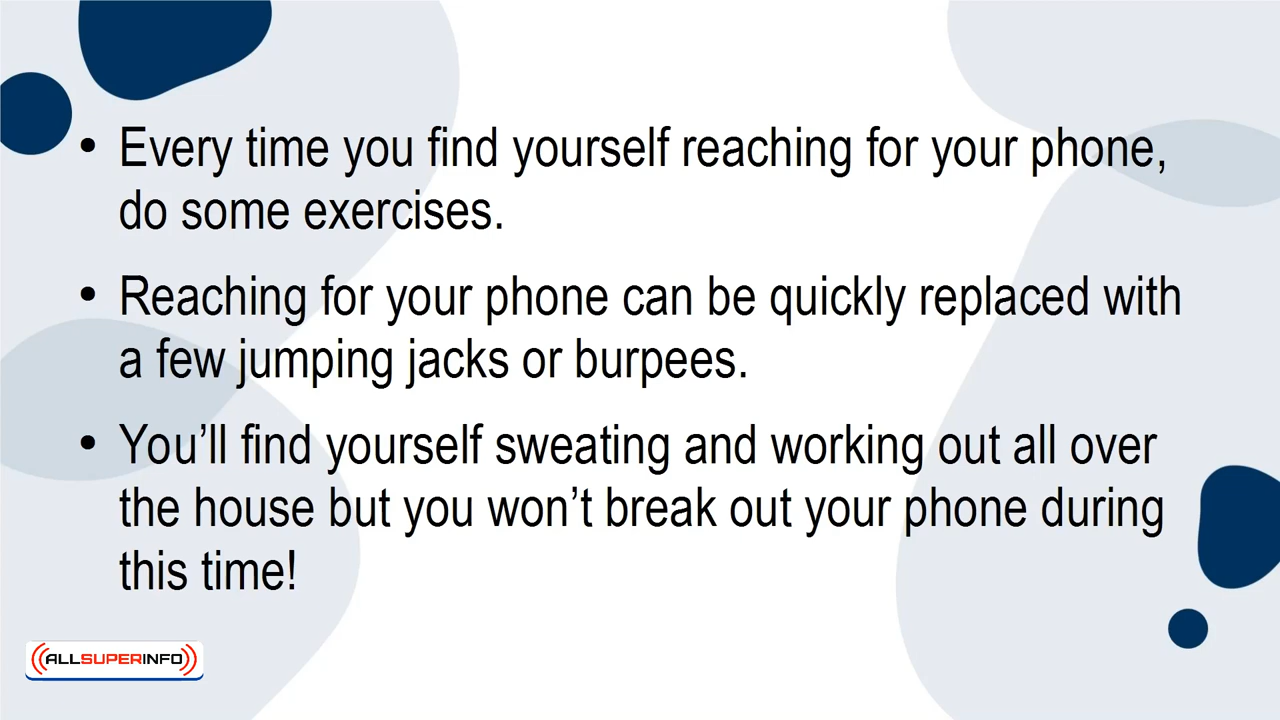 • Every time you find yourself reaching for your phone,
do some exercises.
• Reaching for your phone can be quickly replaced with
a few jumping jacks or burpees.
• You’ll find yourself sweating and working out all over
the house but you won’t break out your phone during
this time!
ALLSUPERINFO